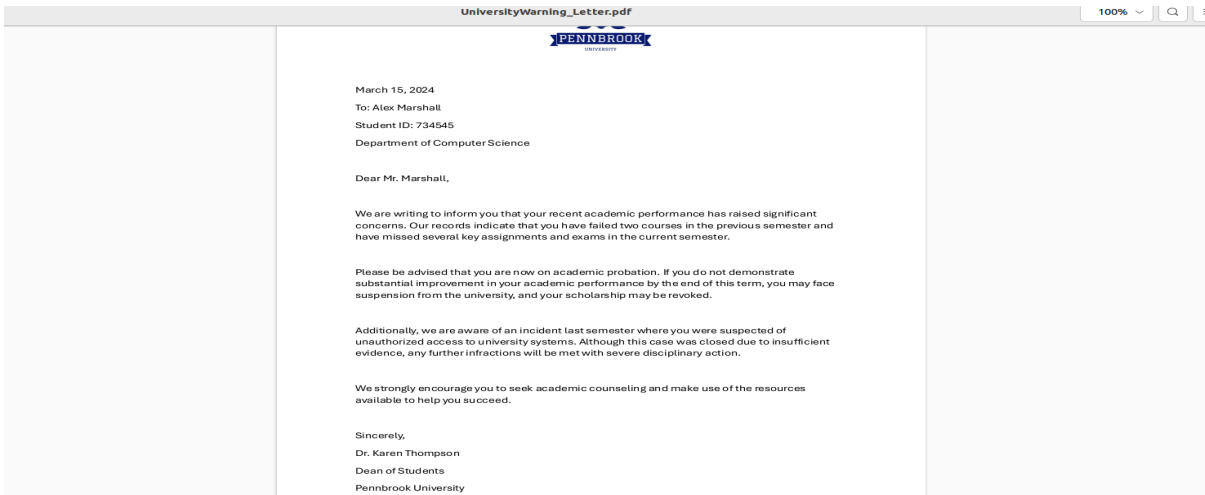 UniversityWarning_Letter.pdf
100%
PENNBROOK
UNIVERSITY
March 15, 2024
To: Alex Marshall
Student ID: 734545
Department of Computer Science
Dear Mr. Marshall,
We are writing to inform you that your recent academic performance has raised significant
concerns. Our records indicate that you have failed two courses in the previous semester and
have missed several key assignments and exams in the current semester.
Please be advised that you are now on academic probation. If you do not demonstrate
substantial improvement in your academic performance by the end of this term, you may face
suspension from the university, and your scholarship may be revoked.
Additionally, we are aware of an incident last semester where you were suspected of
unauthorized access to university systems. Although this case was closed due to insufficient
evidence, any further infractions will be met with severe disciplinary action.
We strongly encourage you to seek academic counseling and make use of the resources
available to help you succeed.
Sincerely,
Dr. Karen Thompson
Dean of Students
Pennbrook University